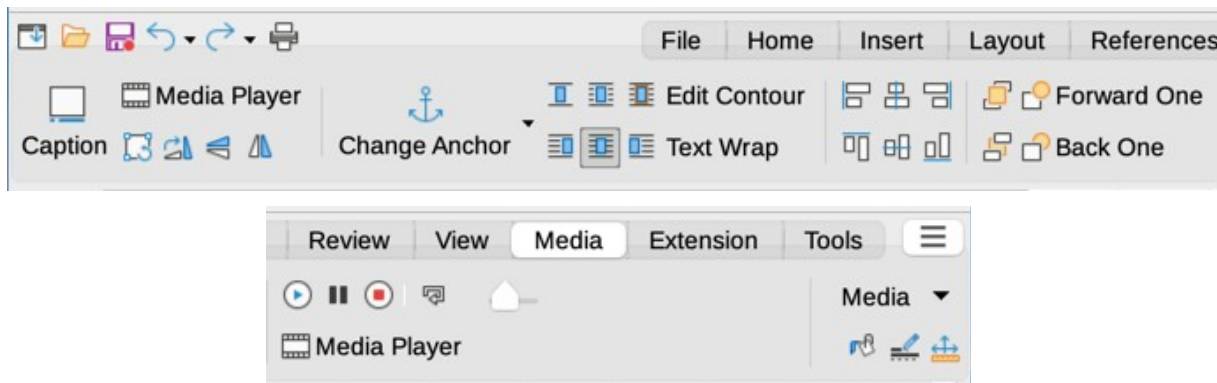 File Home Insert Layout References
Media Player Edit Contour Forward One
Caption Change Anchor Text Wrap Back One
Review View Media Extension Tools
Media
Media Player